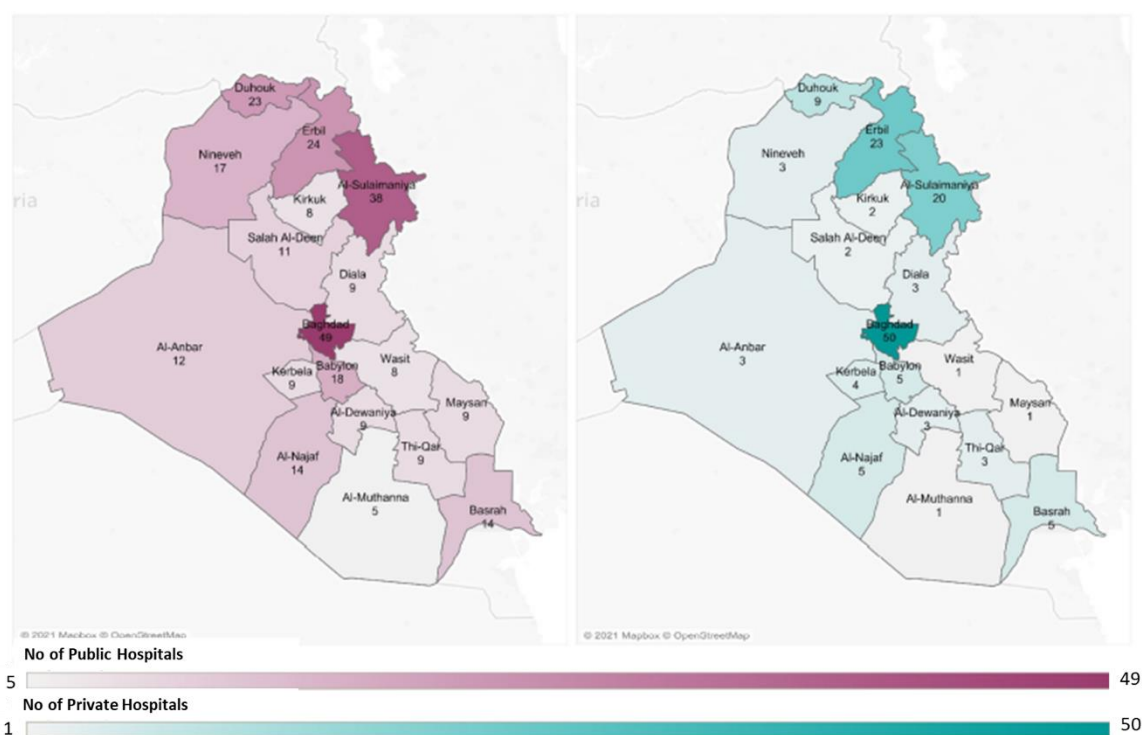 Duhouk
23
Erbil
24
Nineveh
17
Al-Sulaimaniya
38
Kirkuk
8
Salah Al-Deen
11
Diala
9
Baghdad
49
Al-Anbar
12
Wasit
8
Kerbela
9
Babylon
18
Maysan
9
Al-Dewaniya
9
Thi-Qar
9
Al-Najaf
14
Al-Muthanna
5
Basrah
14
ria
© 2021 Mapbox © OpenStreetMap
Duhouk
9
Erbil
23
Nineveh
3
Al-Sulaimaniya
20
Kirkuk
2
Salah Al-Deen
2
Diala
3
Baghdad
50
Al-Anbar
3
Wasit
1
Kerbela
4
Babylon
5
Maysan
1
Al-Dewaniya
3
Thi-Qar
3
Al-Najaf
5
Al-Muthanna
1
Basrah
5
ria
© 2021 Mapbox © OpenStreetMap
No of Public Hospitals
5
49
No of Private Hospitals
1
50